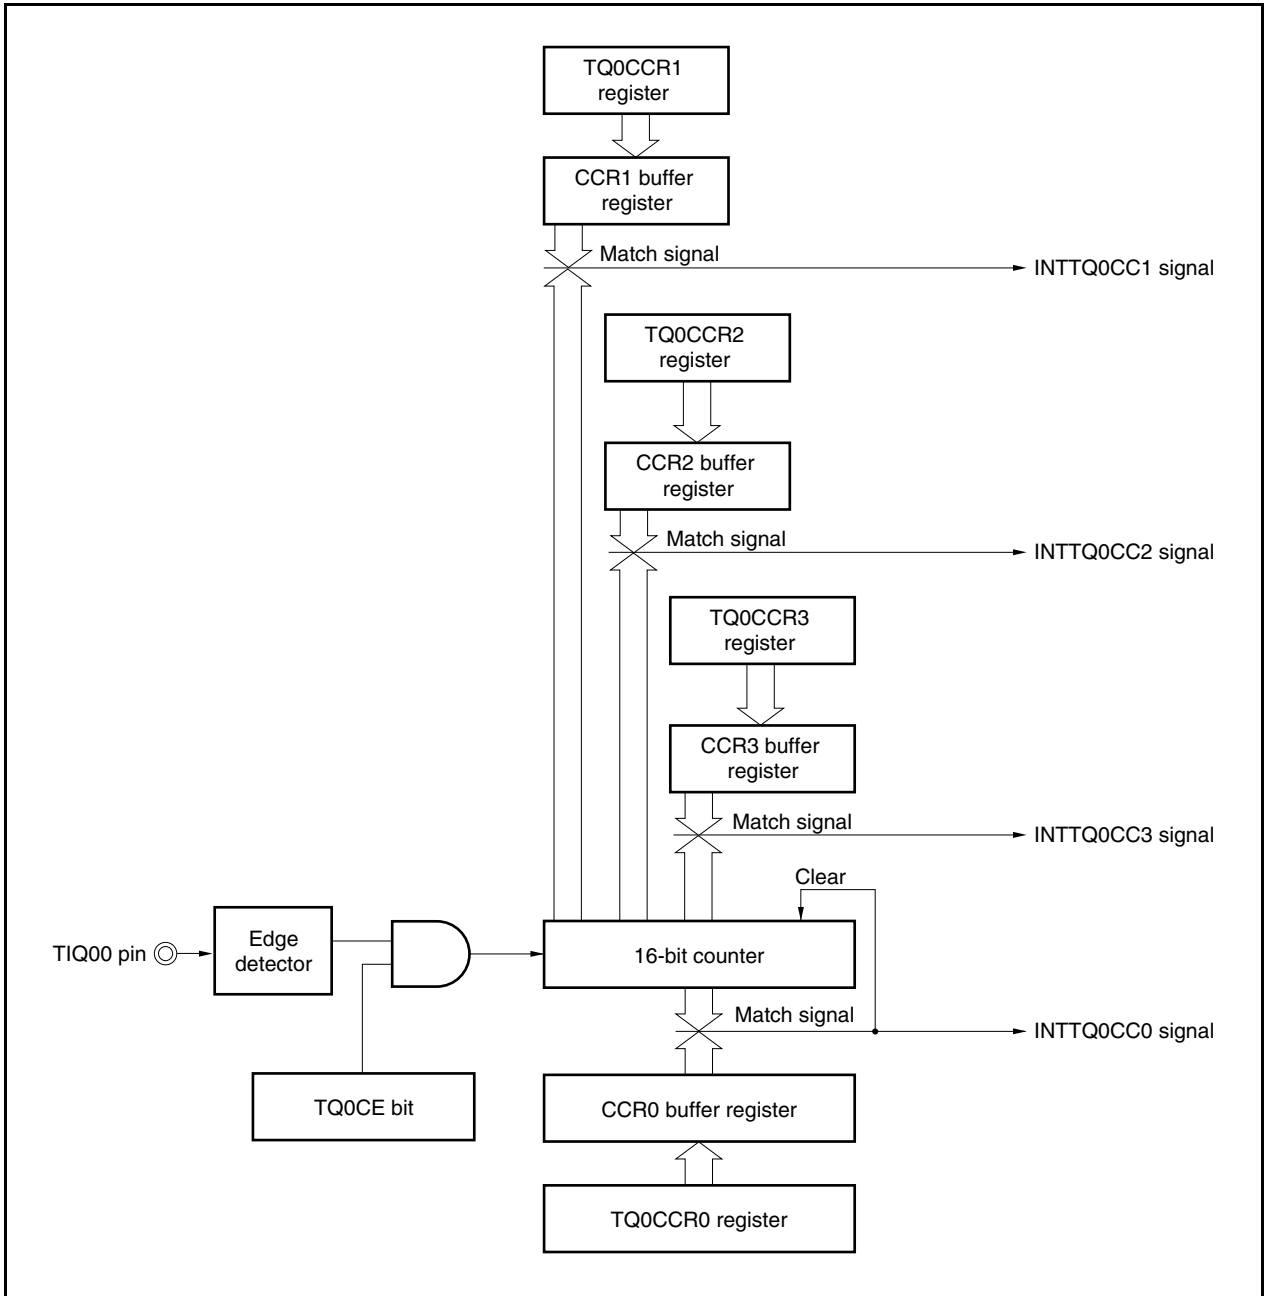 TQ0CCR1
register
CCR1 buffer
register
Match signal
INTTQ0CC1 signal
TQ0CCR2
register
CCR2 buffer
register
Match signal
INTTQ0CC2 signal
TQ0CCR3
register
CCR3 buffer
register
Match signal
INTTQ0CC3 signal
Clear
TIQ00 pin
Edge
detector
16-bit counter
Match signal
INTTQ0CC0 signal
TQ0CE bit
CCR0 buffer register
TQ0CCR0 register